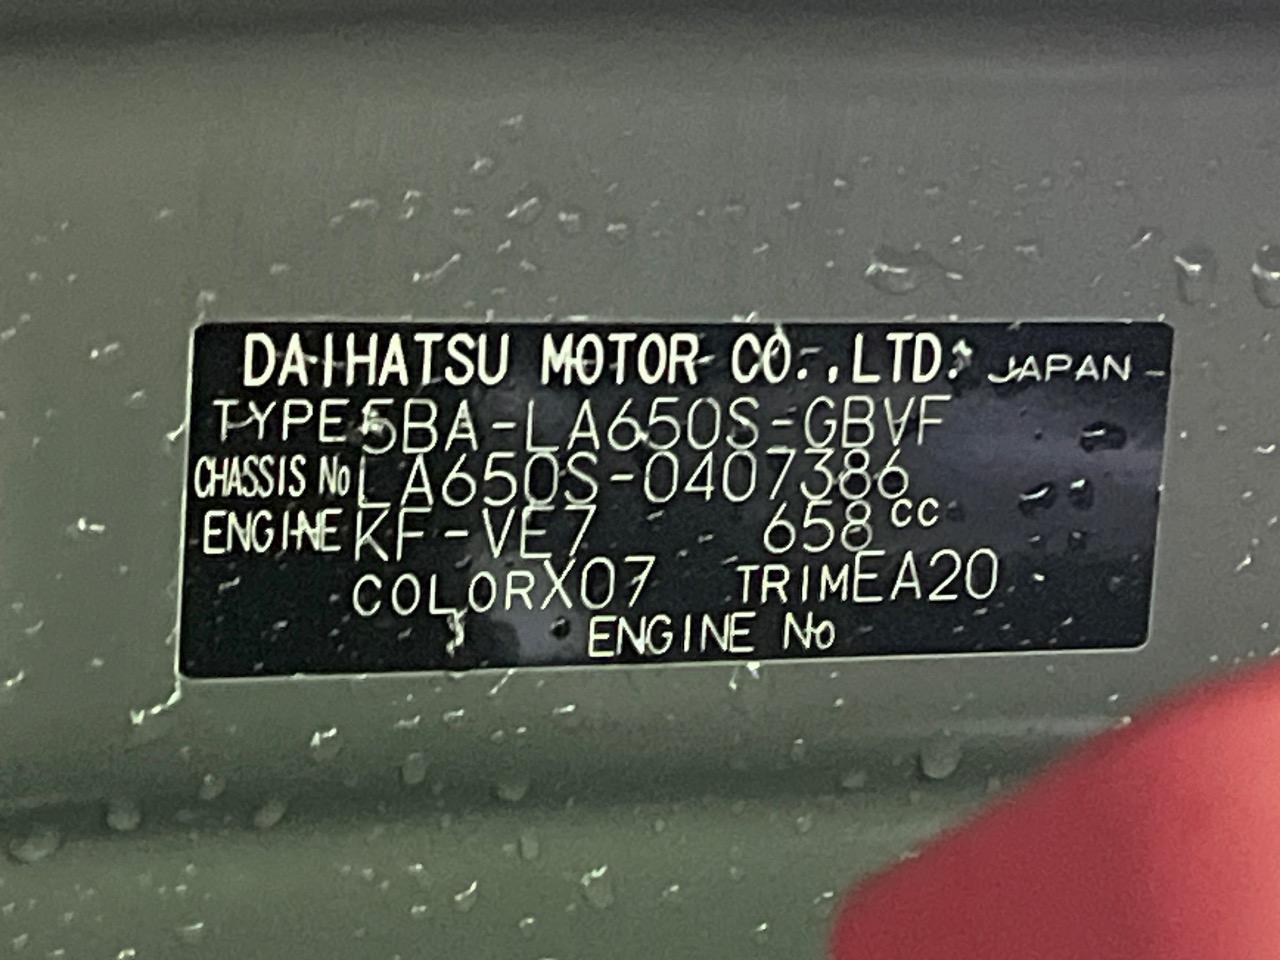 DAIHATSU MOTOR CO.,LTD. JAPAN
TYPE 5BA-LA650S-GBVF
CHASSIS No LA650S-0407386
ENGINE KF-VE7 658cc
COLOR X07 TRIM EA20
ENGINE No